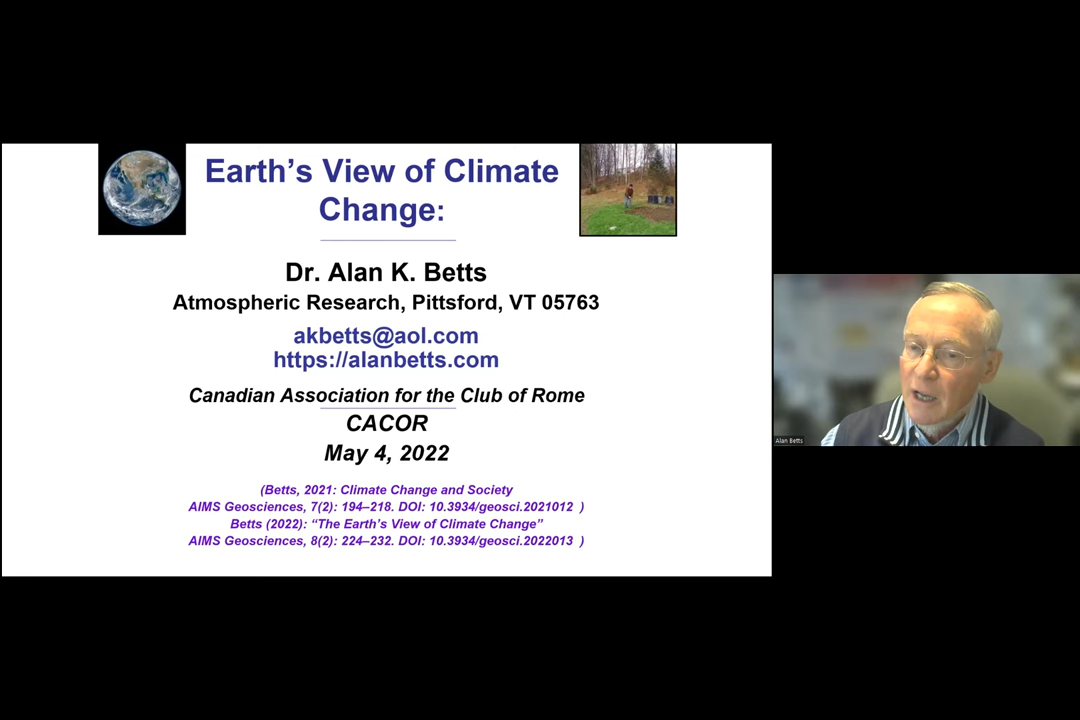 Earth's View of Climate
Change:
Dr. Alan K. Betts
Atmospheric Research, Pittsford, VT 05763
akbetts@aol.com
https://alanbetts.com
Canadian Association for the Club of Rome
CACOR
May 4, 2022
(Betts, 2021: Climate Change and Society
AIMS Geosciences, 7(2): 194–218. DOI: 10.3934/geosci.2021012 )
Betts (2022): “The Earth's View of Climate Change”
AIMS Geosciences, 8(2): 224–232. DOI: 10.3934/geosci.2022013 )
Alan Betts